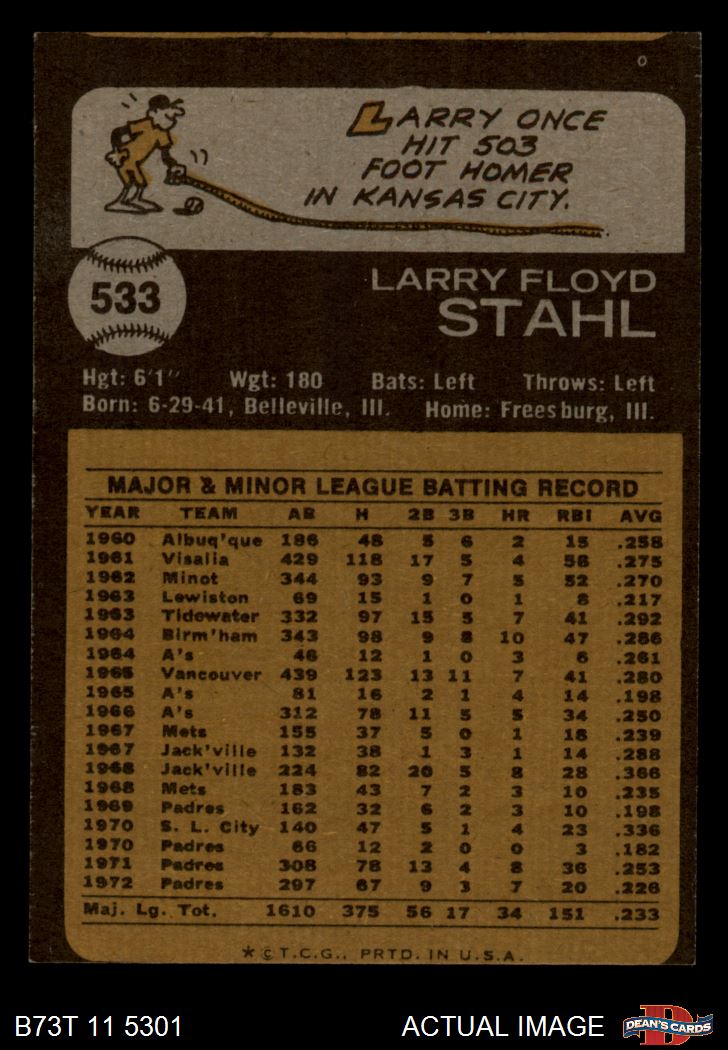 O
LARRY ONCE
HIT 503
FOOT HOMER
IN KANSAS CITY.
533
LARRY FLOYD
STAHL
Hgt: 6'1" Wgt: 180 Bats: Left Throws: Left
Born: 6-29-41, Belleville, Ill. Home: Freesburg, Ill.
MAJOR & MINOR LEAGUE BATTING RECORD
YEAR TEAM AB H 2B 3B HR RBI AVG
1960 Albuq'que 186 48 5 6 2 15 .258
1961 Visalia 429 118 17 5 4 56 .275
1962 Minot 344 93 9 7 5 52 .270
1963 Lewiston 69 15 1 0 1 8 .217
1963 Tidewater 332 97 15 5 7 41 .292
1964 Birm'ham 343 98 9 8 10 47 .286
1964 A's 46 12 1 0 3 6 .261
1965 Vancouver 439 123 13 11 7 41 .280
1965 A's 81 16 2 1 4 14 .198
1966 A's 312 78 11 5 5 34 .250
1967 Mets 155 37 5 0 1 18 .239
1967 Jack'ville 132 38 1 3 1 14 .288
1968 Jack'ville 224 82 20 5 8 28 .366
1968 Mets 183 43 7 2 3 10 .235
1969 Padres 162 32 6 2 3 10 .198
1970 S. L. City 140 47 5 1 4 23 .336
1970 Padres 66 12 2 0 0 3 .182
1971 Padres 308 78 13 4 8 36 .253
1972 Padres 297 67 9 3 7 20 .226
Maj. Lg. Tot. 1610 375 56 17 34 151 .233
*©T.C.G., PRTD. IN U.S.A.
B73T 11 5301 ACTUAL IMAGE
D
DEAN'S CARDS